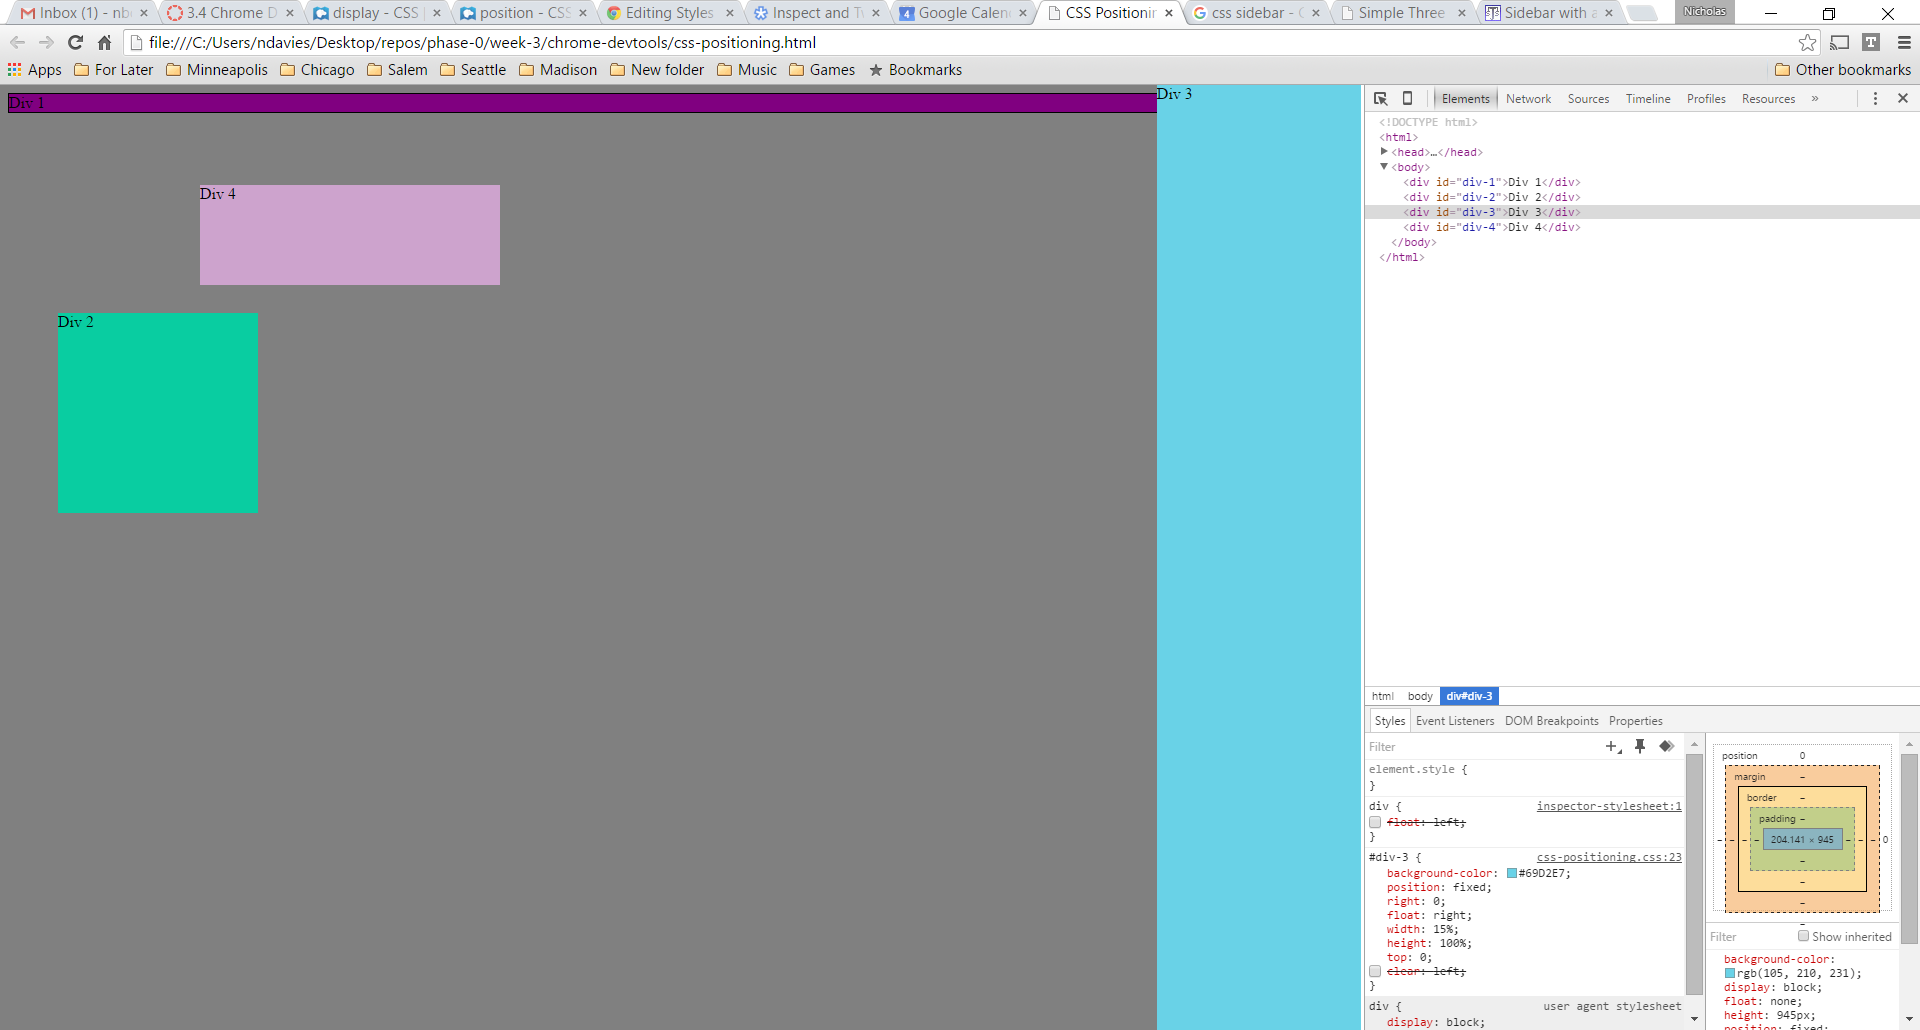 Inbox (1) - nb
3.4 Chrome D
display - CSS
position - CSS
Editing Styles
Inspect and Tw
Google Calen
CSS Positionin
css sidebar - G
Simple Three
Sidebar with a
Nicholas
file:///C:/Users/ndavies/Desktop/repos/phase-0/week-3/chrome-devtools/css-positioning.html
Apps For Later Minneapolis Chicago Salem Seattle Madison New folder Music Games Bookmarks Other bookmarks
Div 1
Div 3
Div 4
Div 2
Elements Network Sources Timeline Profiles Resources »
<!DOCTYPE html>
<html>
<head>…</head>
<body>
<div id="div-1">Div 1</div>
<div id="div-2">Div 2</div>
<div id="div-3">Div 3</div>
<div id="div-4">Div 4</div>
</body>
</html>
html body div#div-3
Styles Event Listeners DOM Breakpoints Properties
Filter
element.style {
}
div { inspector-stylesheet:1
float: left;
}
#div-3 { css-positioning.css:23
background-color: #69D2E7;
position: fixed;
right: 0;
float: right;
width: 15%;
height: 100%;
top: 0;
clear: left;
}
div { user agent stylesheet
display: block;
position 0
margin -
border -
padding -
- - - - 204.141 × 945 - - - 0
-
-
-
-
Filter Show inherited
background-color:
rgb(105, 210, 231);
display: block;
float: none;
height: 945px;
position: fixed;